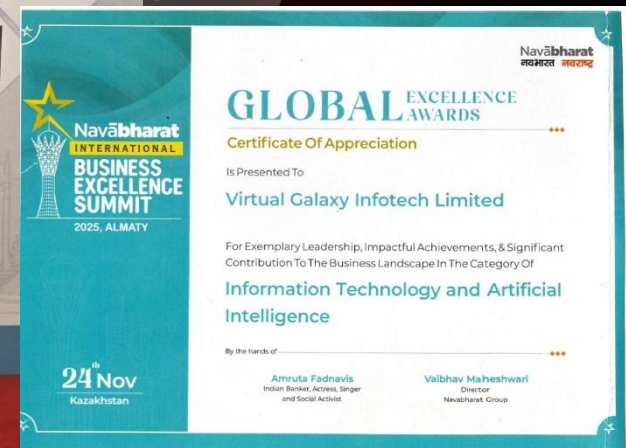 Navābharat
INTERNATIONAL
BUSINESS
EXCELLENCE
SUMMIT
2025, ALMATY
24th Nov
Kazakhstan
Navābharat
नवभारत नवराष्ट्र
GLOBAL EXCELLENCE AWARDS
Certificate Of Appreciation
Is Presented To
Virtual Galaxy Infotech Limited
For Exemplary Leadership, Impactful Achievements, & Significant
Contribution To The Business Landscape In The Category Of
Information Technology and Artificial
Intelligence
By the hands of
Amruta Fadnavis
Indian Banker, Actress, Singer
and Social Activist
Vaibhav Maheshwari
Director
Navabharat Group